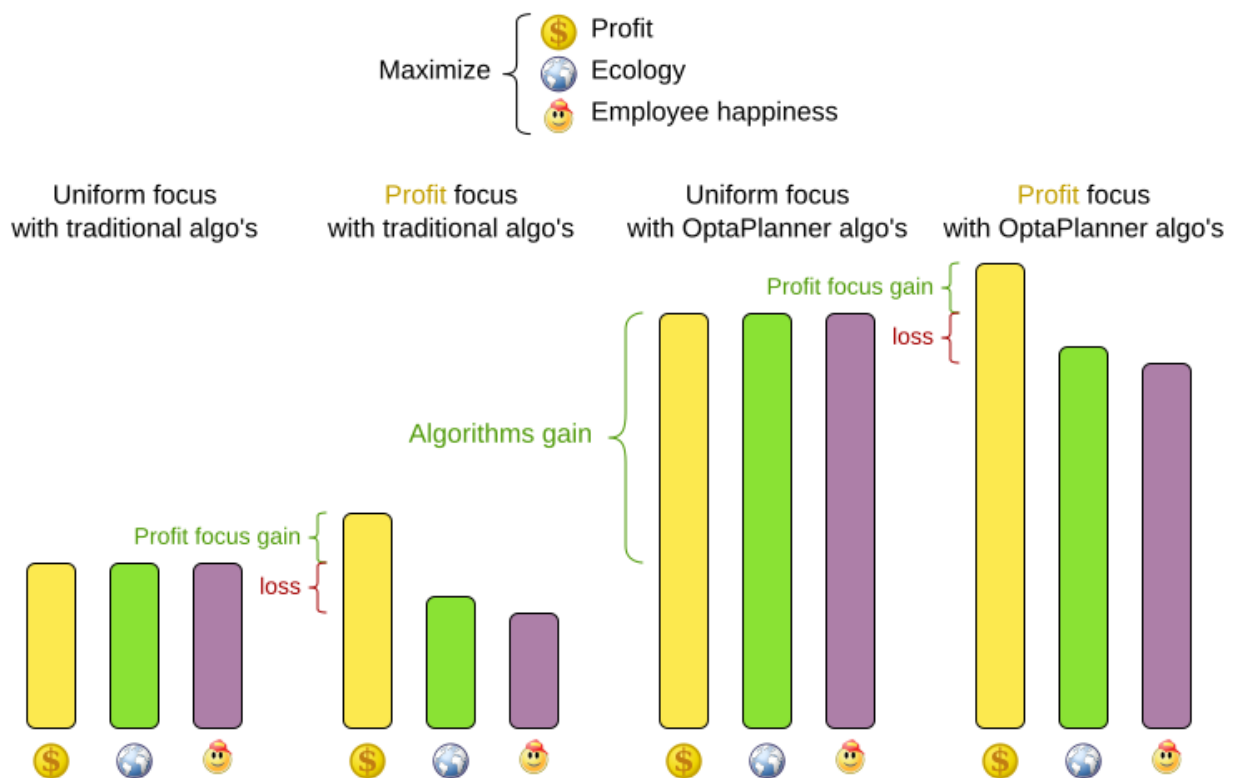 Maximize
Profit
Ecology
Employee happiness
Uniform focus
with traditional algo's
Profit focus
with traditional algo's
Uniform focus
with OptaPlanner algo's
Profit focus
with OptaPlanner algo's
Profit focus gain
loss
Algorithms gain
Profit focus gain
loss
$
$
$
$
$